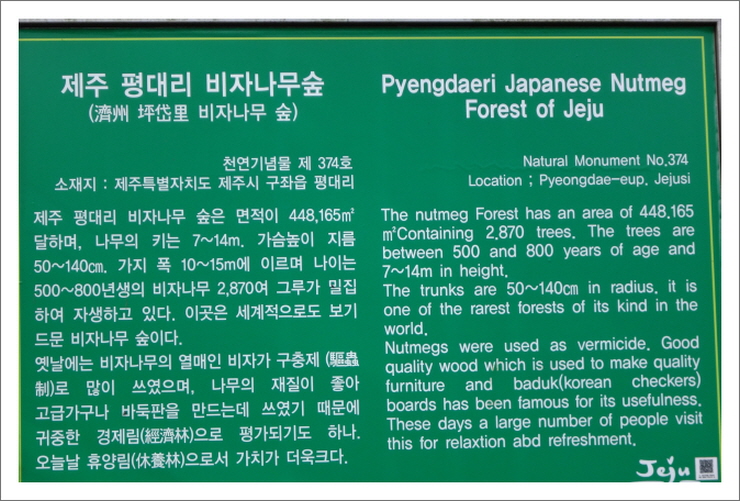 제주 평대리 비자나무숲
(濟州 坪岱里 비자나무 숲)
천연기념물 제 374호
소재지 : 제주특별자치도 제주시 구좌읍 평대리
제주 평대리 비자나무 숲은 면적이 448,165㎡
달하며, 나무의 키는 7~14m. 가슴높이 지름
50~140㎝. 가지 폭 10~15m에 이르며 나이는
500~800년생의 비자나무 2,870여 그루가 밀집
하여 자생하고 있다. 이곳은 세계적으로도 보기
드문 비자나무 숲이다.
옛날에는 비자나무의 열매인 비자가 구충제 (驅蟲
制)로 많이 쓰였으며, 나무의 재질이 좋아
고급가구나 바둑판을 만드는데 쓰였기 때문에
귀중한 경제림(經濟林)으로 평가되기도 하나.
오늘날 휴양림(休養林)으로서 가치가 더욱크다.
Pyengdaeri Japanese Nutmeg
Forest of Jeju
Natural Monument No.374
Location ; Pyeongdae-eup. Jejusi
The nutmeg Forest has an area of 448.165
㎡Containing 2.870 trees. The trees are
between 500 and 800 years of age and
7~14m in height.
The trunks are 50~140㎝ in radius. it is
one of the rarest forests of its kind in the
world.
Nutmegs were used as vermicide. Good
quality wood which is used to make quality
furniture and baduk(korean checkers)
boards has been famous for its usefulness.
These days a large number of people visit
this for relaxtion abd refreshment.
Jeju